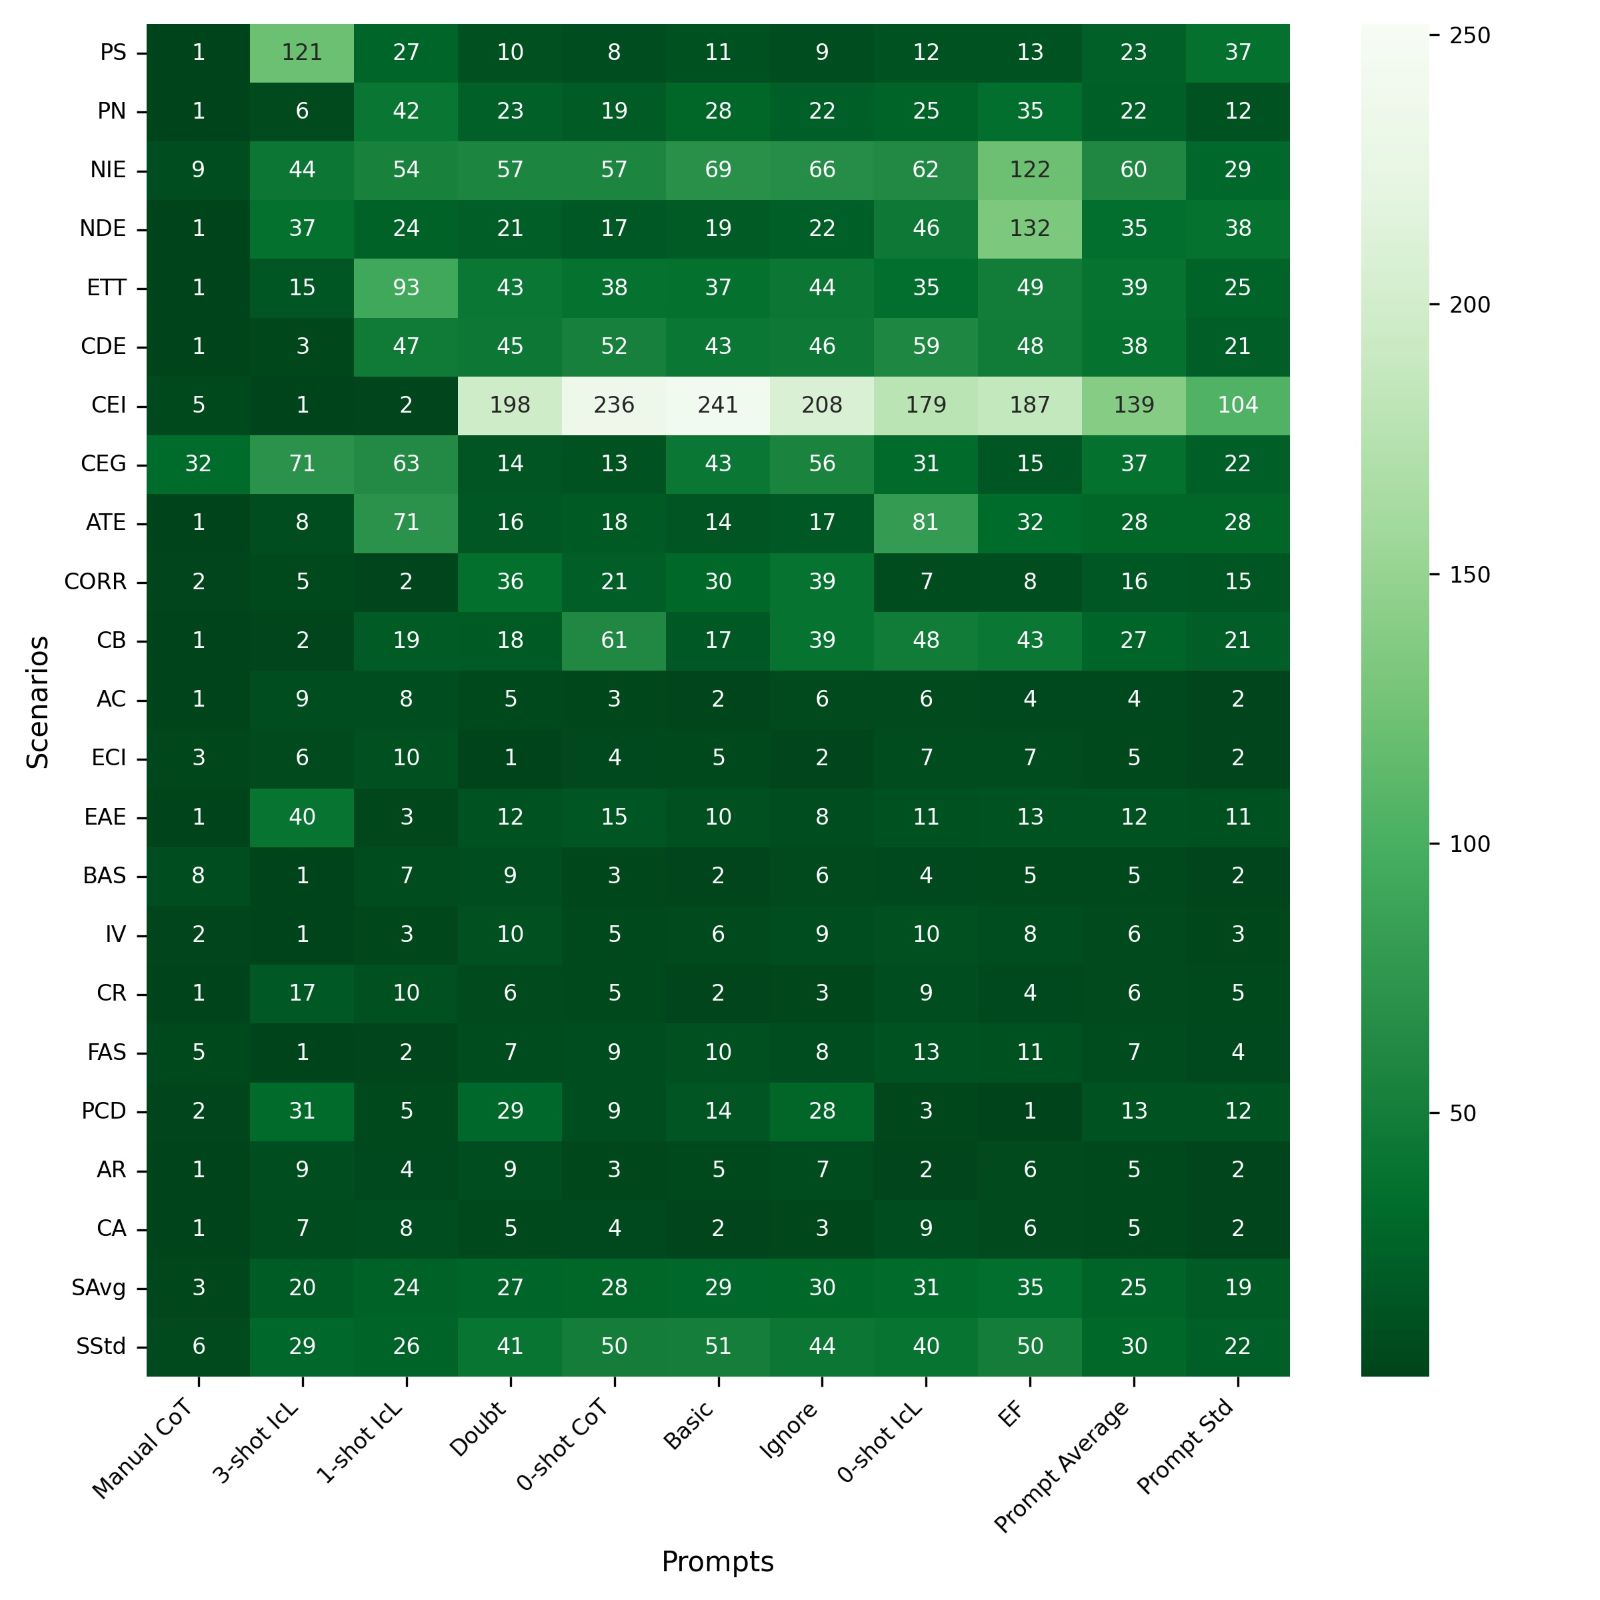 PS 1 121 27 10 8 11 9 12 13 23 37
PN 1 6 42 23 19 28 22 25 35 22 12
NIE 9 44 54 57 57 69 66 62 122 60 29
NDE 1 37 24 21 17 19 22 46 132 35 38
ETT 1 15 93 43 38 37 44 35 49 39 25
CDE 1 3 47 45 52 43 46 59 48 38 21
CEI 5 1 2 198 236 241 208 179 187 139 104
CEG 32 71 63 14 13 43 56 31 15 37 22
ATE 1 8 71 16 18 14 17 81 32 28 28
CORR 2 5 2 36 21 30 39 7 8 16 15
CB 1 2 19 18 61 17 39 48 43 27 21
AC 1 9 8 5 3 2 6 6 4 4 2
ECI 3 6 10 1 4 5 2 7 7 5 2
EAE 1 40 3 12 15 10 8 11 13 12 11
BAS 8 1 7 9 3 2 6 4 5 5 2
IV 2 1 3 10 5 6 9 10 8 6 3
CR 1 17 10 6 5 2 3 9 4 6 5
FAS 5 1 2 7 9 10 8 13 11 7 4
PCD 2 31 5 29 9 14 28 3 1 13 12
AR 1 9 4 9 3 5 7 2 6 5 2
CA 1 7 8 5 4 2 3 9 6 5 2
SAvg 3 20 24 27 28 29 30 31 35 25 19
SStd 6 29 26 41 50 51 44 40 50 30 22
Scenarios
Manual CoT
3-shot IcL
1-shot IcL
Doubt
0-shot CoT
Basic
Ignore
0-shot IcL
EF
Prompt Average
Prompt Std
Prompts
250
200
150
100
50